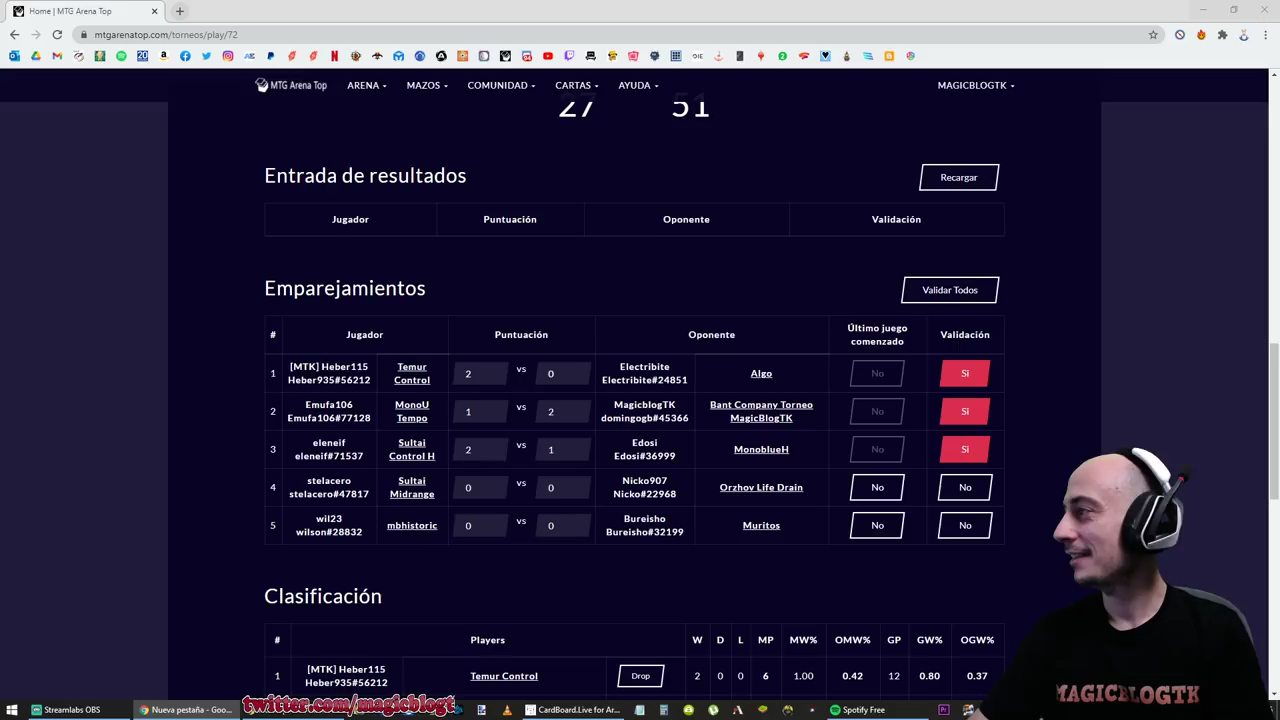 Home | MTG Arena Top
mtgarenatop.com/torneos/play/72
MTG Arena Top ARENA MAZOS COMUNIDAD CARTAS AYUDA MAGICBLOGTK
27 51
Entrada de resultados Recargar
Jugador Puntuación Oponente Validación
Emparejamientos Validar Todos
# Jugador Puntuación Oponente Último juego comenzado Validación
1 [MTK] Heber115 Heber935#56212 Temur Control 2 vs 0 Electribite Electribite#24851 Algo No Si
2 Emufa106 Emufa106#77128 MonoU Tempo 1 vs 2 MagicblogTK domingogb#45366 Bant Company Torneo MagicBlogTK No Si
3 eleneif eleneif#71537 Sultai Control H 2 vs 1 Edosi Edosi#36999 MonoblueH No Si
4 stelacero stelacero#47817 Sultai Midrange 0 vs 0 Nicko907 Nicko#22968 Orzhov Life Drain No No
5 wil23 wilson#28832 mbhistoric 0 vs 0 Bureisho Bureisho#32199 Muritos No No
Clasificación
# Players W D L MP MW% OMW% GP GW% OGW%
1 [MTK] Heber115 Heber935#56212 Temur Control Drop 2 0 0 6 1.00 0.42 12 0.80 0.37
MAGICBLOGTK
twitter.com/magicblogt
Streamlabs OBS Nueva pestaña - Goo... CardBoard.Live for Ar... Spotify Free